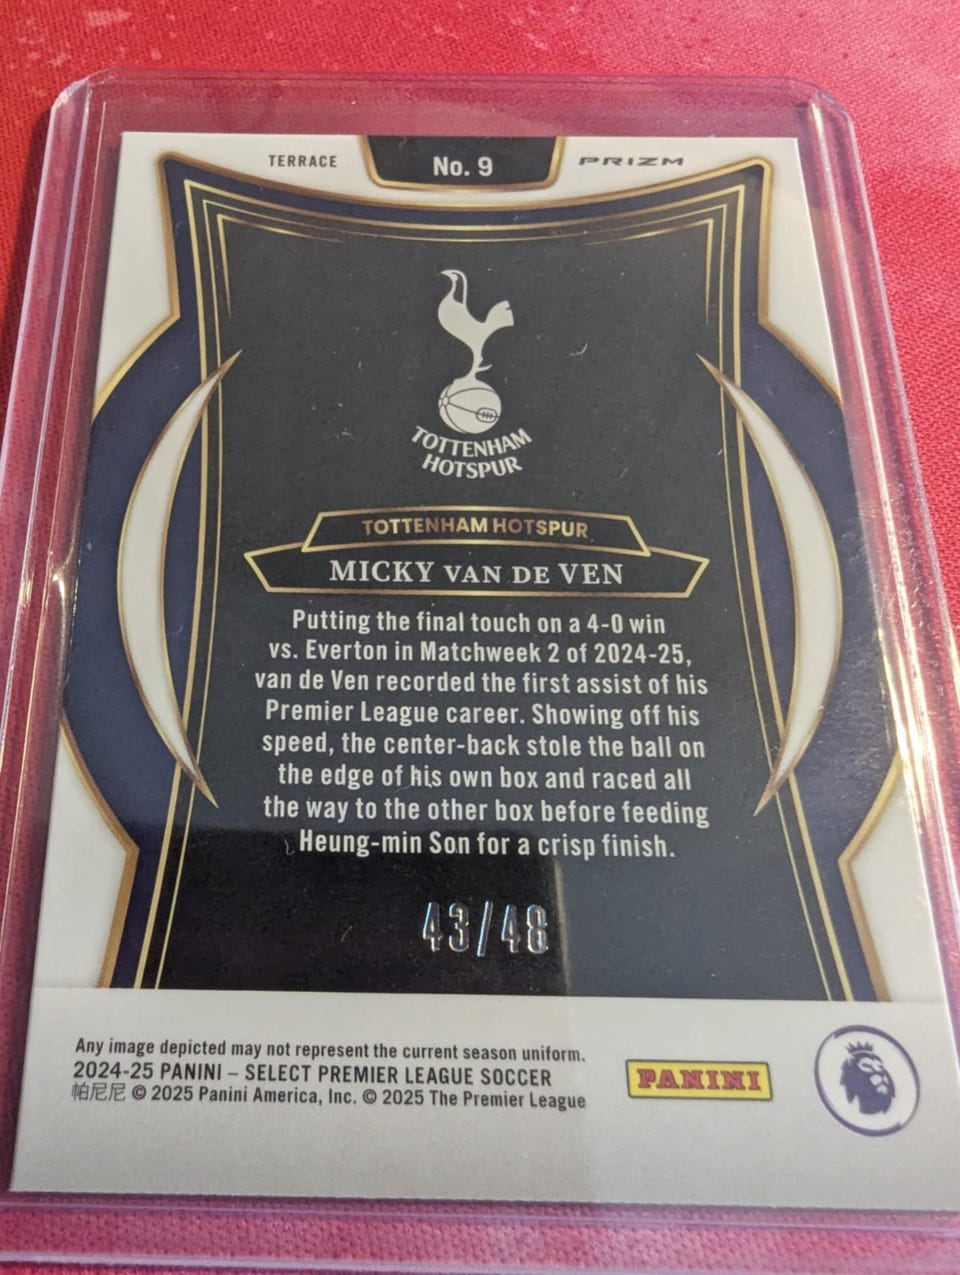 TERRACE
No. 9
PRIZM
TOTTENHAM
HOTSPUR
TOTTENHAM HOTSPUR
MICKY VAN DE VEN
Putting the final touch on a 4-0 win
vs. Everton in Matchweek 2 of 2024-25,
van de Ven recorded the first assist of his
Premier League career. Showing off his
speed, the center-back stole the ball on
the edge of his own box and raced all
the way to the other box before feeding
Heung-min Son for a crisp finish.
43/48
Any image depicted may not represent the current season uniform.
2024-25 PANINI – SELECT PREMIER LEAGUE SOCCER
帕尼尼 © 2025 Panini America, Inc. © 2025 The Premier League
PANINI